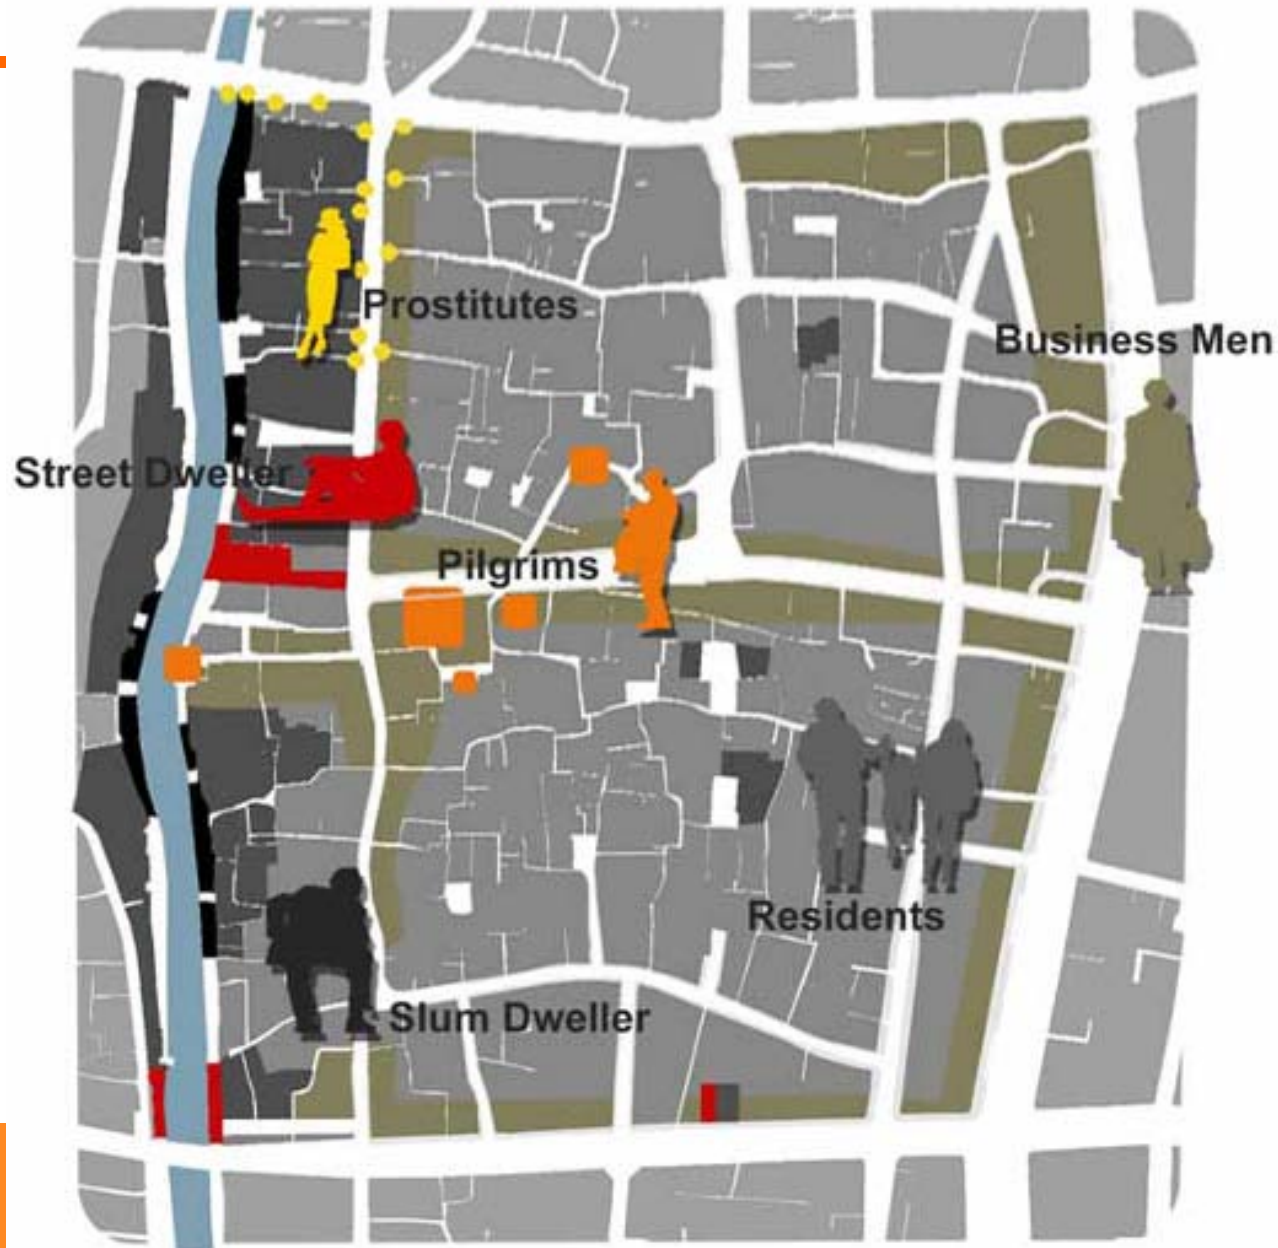 Prostitutes
Business Men
Street Dweller
Pilgrims
Residents
Slum Dweller